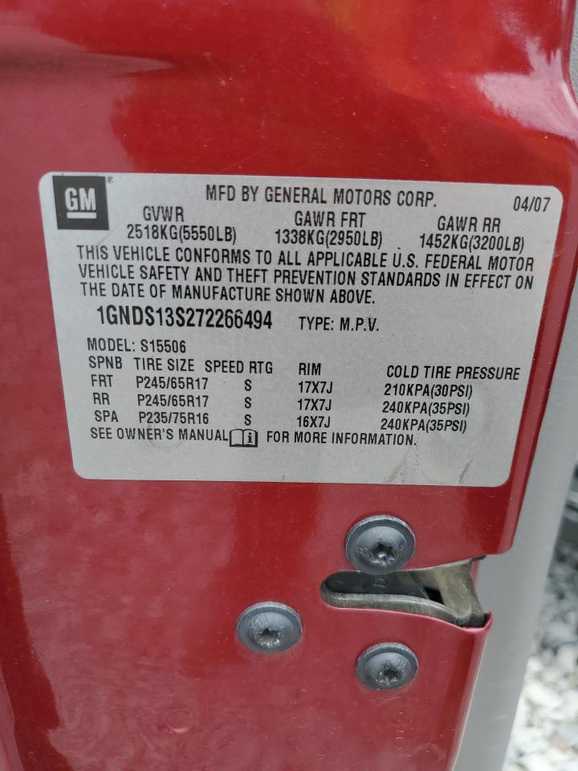 GM ® MFD BY GENERAL MOTORS CORP. 04/07
GVWR GAWR FRT GAWR RR
2518KG(5550LB) 1338KG(2950LB) 1452KG(3200LB)
THIS VEHICLE CONFORMS TO ALL APPLICABLE U.S. FEDERAL MOTOR
VEHICLE SAFETY AND THEFT PREVENTION STANDARDS IN EFFECT ON
THE DATE OF MANUFACTURE SHOWN ABOVE.
1GNDS13S272266494 TYPE: M.P.V.
MODEL: S15506
SPNB TIRE SIZE SPEED RTG RIM COLD TIRE PRESSURE
FRT P245/65R17 S 17X7J 210KPA(30PSI)
RR P245/65R17 S 17X7J 240KPA(35PSI)
SPA P235/75R16 S 16X7J 240KPA(35PSI)
SEE OWNER'S MANUAL FOR MORE INFORMATION.